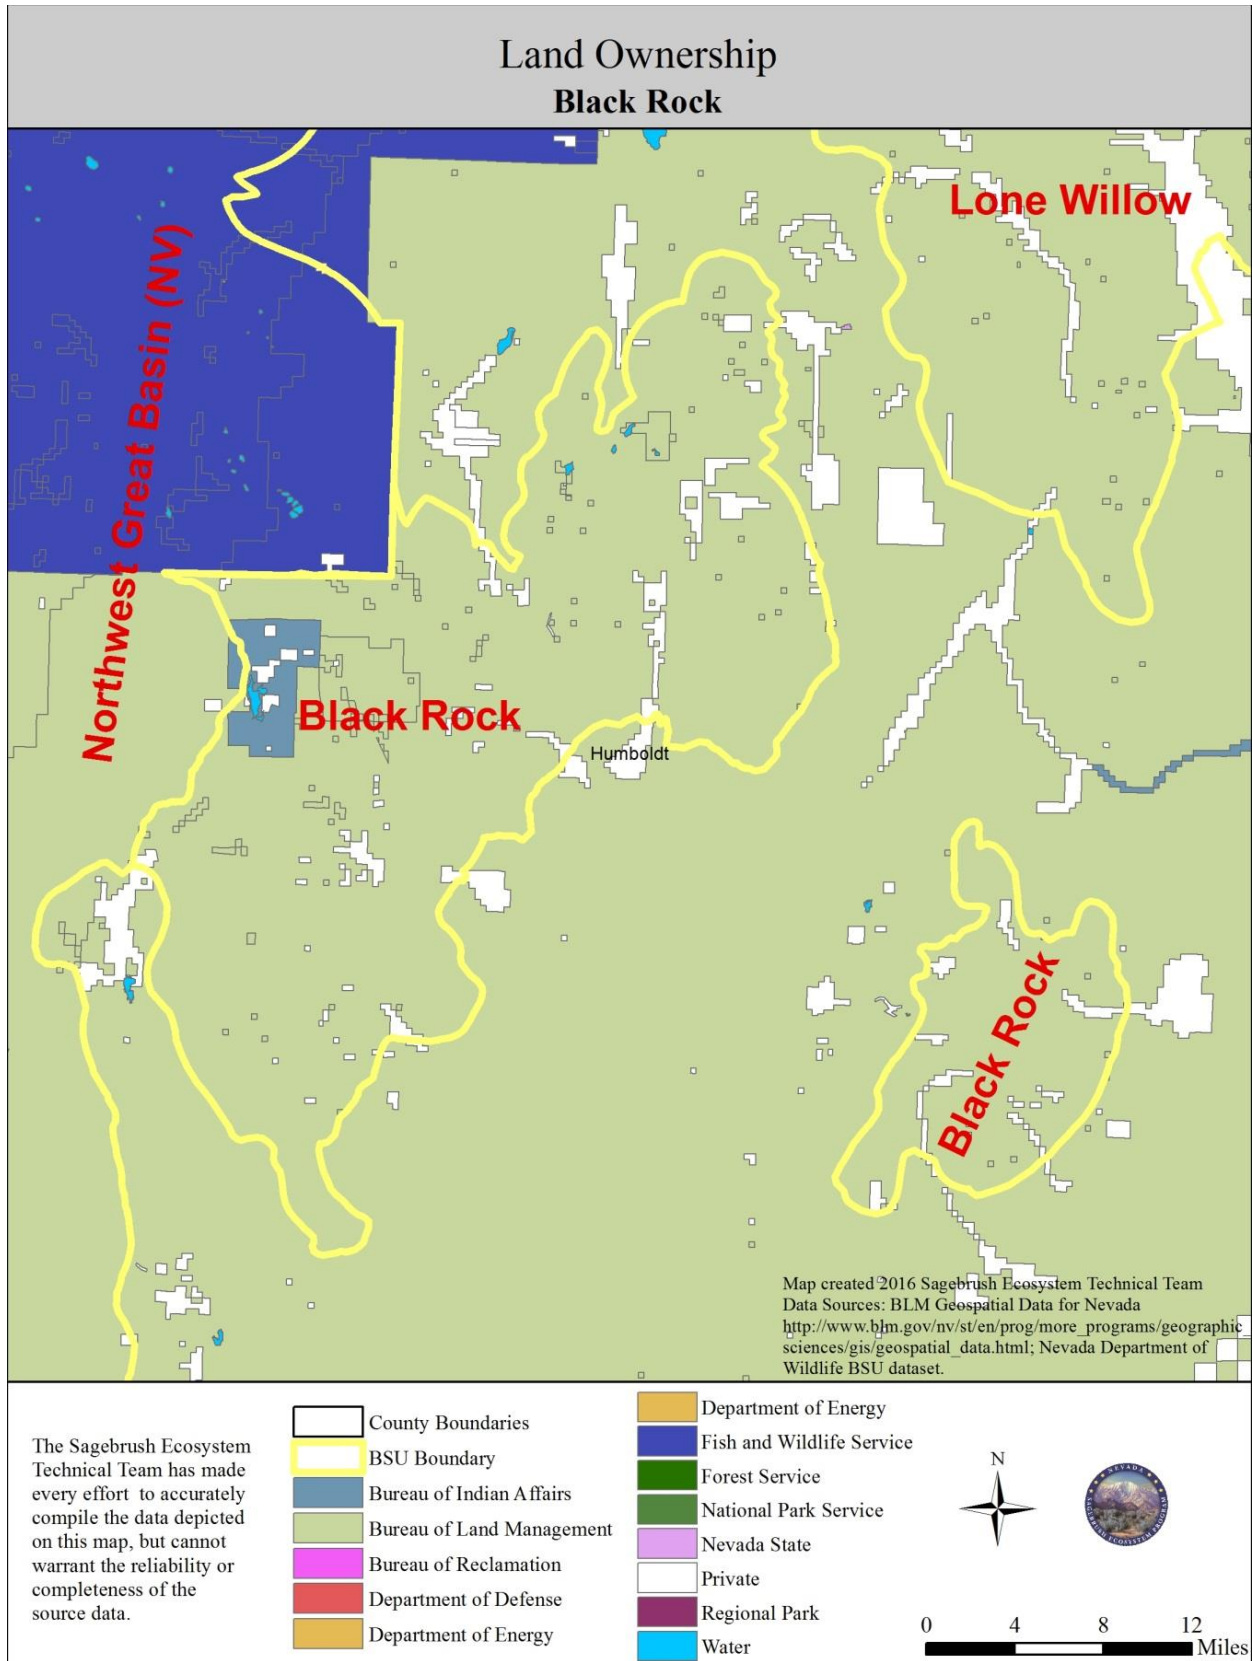 Land Ownership
Black Rock
Lone Willow
Northwest Great Basin (NV)
Black Rock
Humboldt
Black Rock
Map created 2016 Sagebrush Ecosystem Technical Team
Data Sources: BLM Geospatial Data for Nevada
http://www.blm.gov/nv/st/en/prog/more_programs/geographic_
sciences/gis/geospatial_data.html; Nevada Department of
Wildlife BSU dataset.
The Sagebrush Ecosystem
Technical Team has made
every effort to accurately
compile the data depicted
on this map, but cannot
warrant the reliability or
completeness of the
source data.
County Boundaries
BSU Boundary
Bureau of Indian Affairs
Bureau of Land Management
Bureau of Reclamation
Department of Defense
Department of Energy
Department of Energy
Fish and Wildlife Service
Forest Service
National Park Service
Nevada State
Private
Regional Park
Water
N
NEVADA
SAGEBRUSH ECOSYSTEM PROGRAM
0 4 8 12
Miles